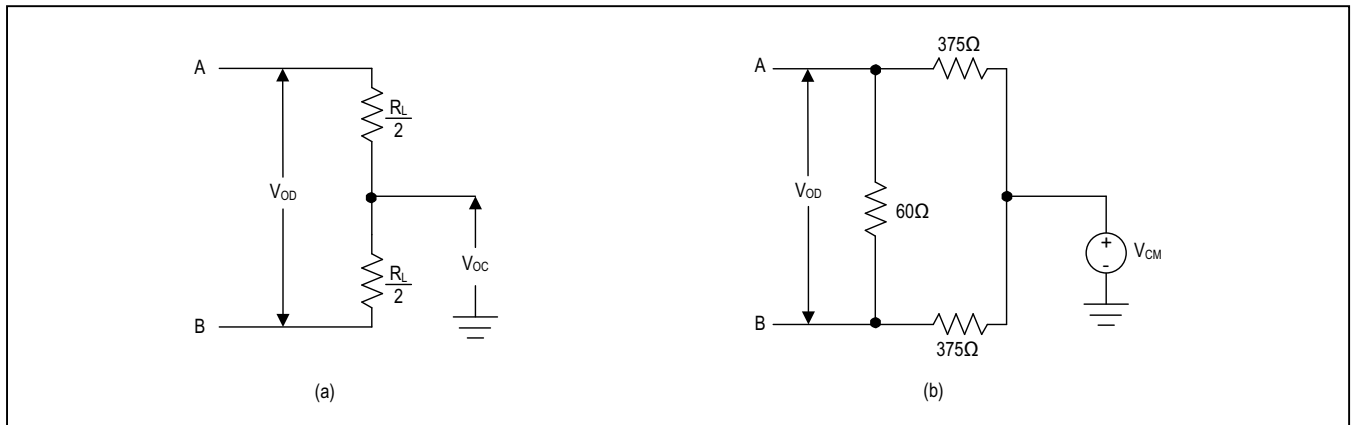 A
R_L
2
V_OD
R_L
2
V_OC
B
(a)
375Ω
A
V_OD
60Ω
+
-
V_CM
B
375Ω
(b)